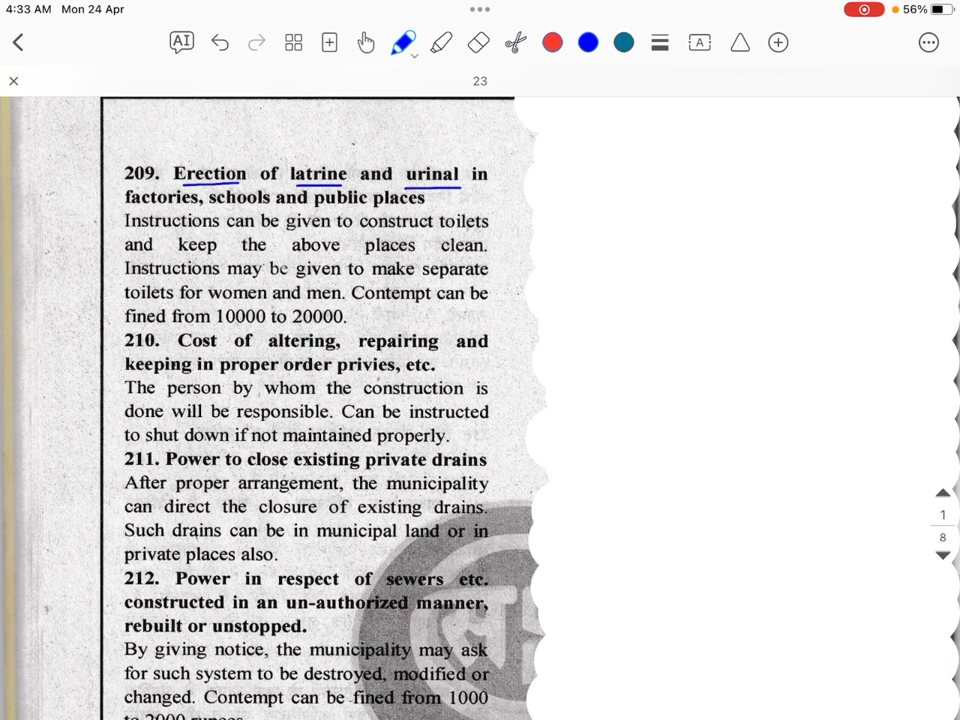 4:33 AM Mon 24 Apr
56%
AI
A
23
209. Erection of latrine and urinal in
factories, schools and public places
Instructions can be given to construct toilets
and keep the above places clean.
Instructions may be given to make separate
toilets for women and men. Contempt can be
fined from 10000 to 20000.
210. Cost of altering, repairing and
keeping in proper order privies, etc.
The person by whom the construction is
done will be responsible. Can be instructed
to shut down if not maintained properly.
211. Power to close existing private drains
After proper arrangement, the municipality
can direct the closure of existing drains.
Such drains can be in municipal land or in
private places also.
212. Power in respect of sewers etc.
constructed in an un-authorized manner,
rebuilt or unstopped.
By giving notice, the municipality may ask
for such system to be destroyed, modified or
changed. Contempt can be fined from 1000
to 2000 rupees.
1
8